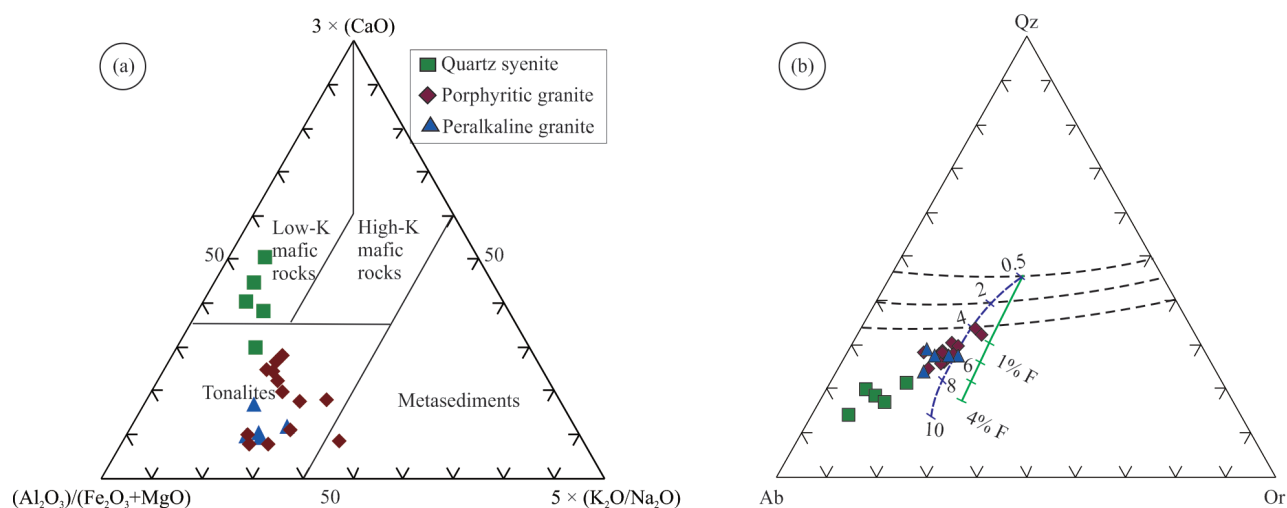 (a)
3 × (CaO)
Quartz syenite
Porphyritic granite
Peralkaline granite
Low-K
mafic
rocks
High-K
mafic
rocks
50
50
Tonalites
Metasediments
(Al₂O₃)/(Fe₂O₃+MgO)
50
5 × (K₂O/Na₂O)
(b)
Qz
0.5
2
4
6
8
10
1% F
4% F
Ab
Or